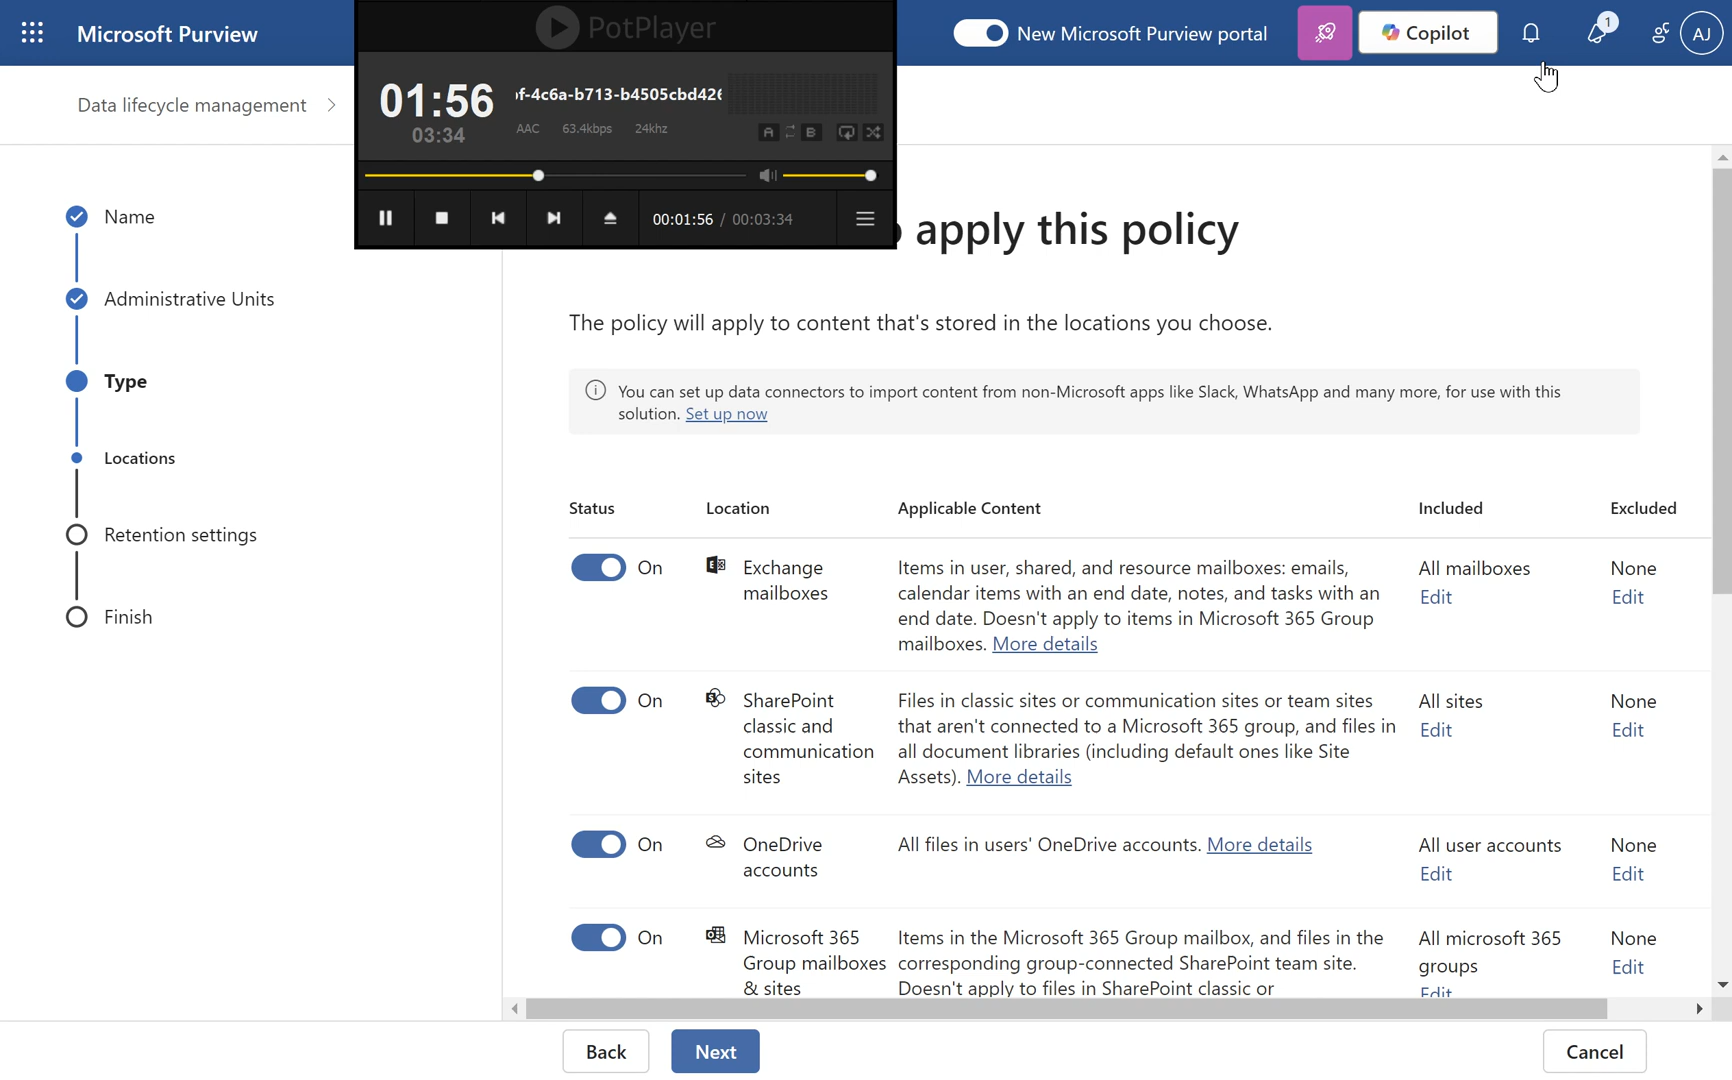 Microsoft Purview
PotPlayer
New Microsoft Purview portal
Copilot
1
AJ
Data lifecycle management
01:56
03:34
f-4c6a-b713-b4505cbd426
AAC 63.4kbps 24khz
A B
00:01:56 / 00:03:34
Name
Administrative Units
Type
Locations
Retention settings
Finish
apply this policy
The policy will apply to content that's stored in the locations you choose.
You can set up data connectors to import content from non-Microsoft apps like Slack, WhatsApp and many more, for use with this
solution. Set up now
Status Location Applicable Content Included Excluded
On
Exchange
mailboxes
Items in user, shared, and resource mailboxes: emails,
calendar items with an end date, notes, and tasks with an
end date. Doesn't apply to items in Microsoft 365 Group
mailboxes. More details
All mailboxes
Edit
None
Edit
On
SharePoint
classic and
communication
sites
Files in classic sites or communication sites or team sites
that aren't connected to a Microsoft 365 group, and files in
all document libraries (including default ones like Site
Assets). More details
All sites
Edit
None
Edit
On
OneDrive
accounts
All files in users' OneDrive accounts. More details
All user accounts
Edit
None
Edit
On
Microsoft 365
Group mailboxes
& sites
Items in the Microsoft 365 Group mailbox, and files in the
corresponding group-connected SharePoint team site.
Doesn't apply to files in SharePoint classic or
All microsoft 365
groups
Edit
None
Edit
Back
Next
Cancel